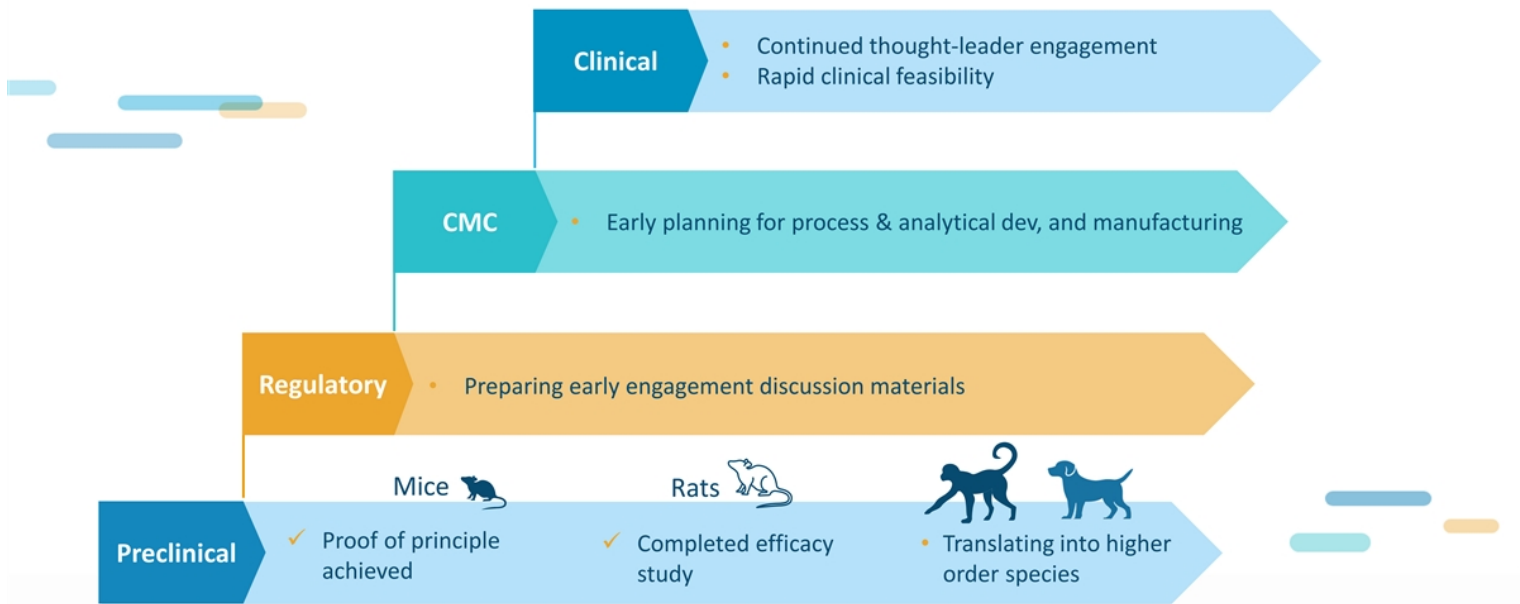 Clinical
• Continued thought-leader engagement
• Rapid clinical feasibility
CMC
• Early planning for process & analytical dev, and manufacturing
Regulatory
• Preparing early engagement discussion materials
Mice
Rats
Preclinical
✓ Proof of principle
achieved
✓ Completed efficacy
study
• Translating into higher
order species